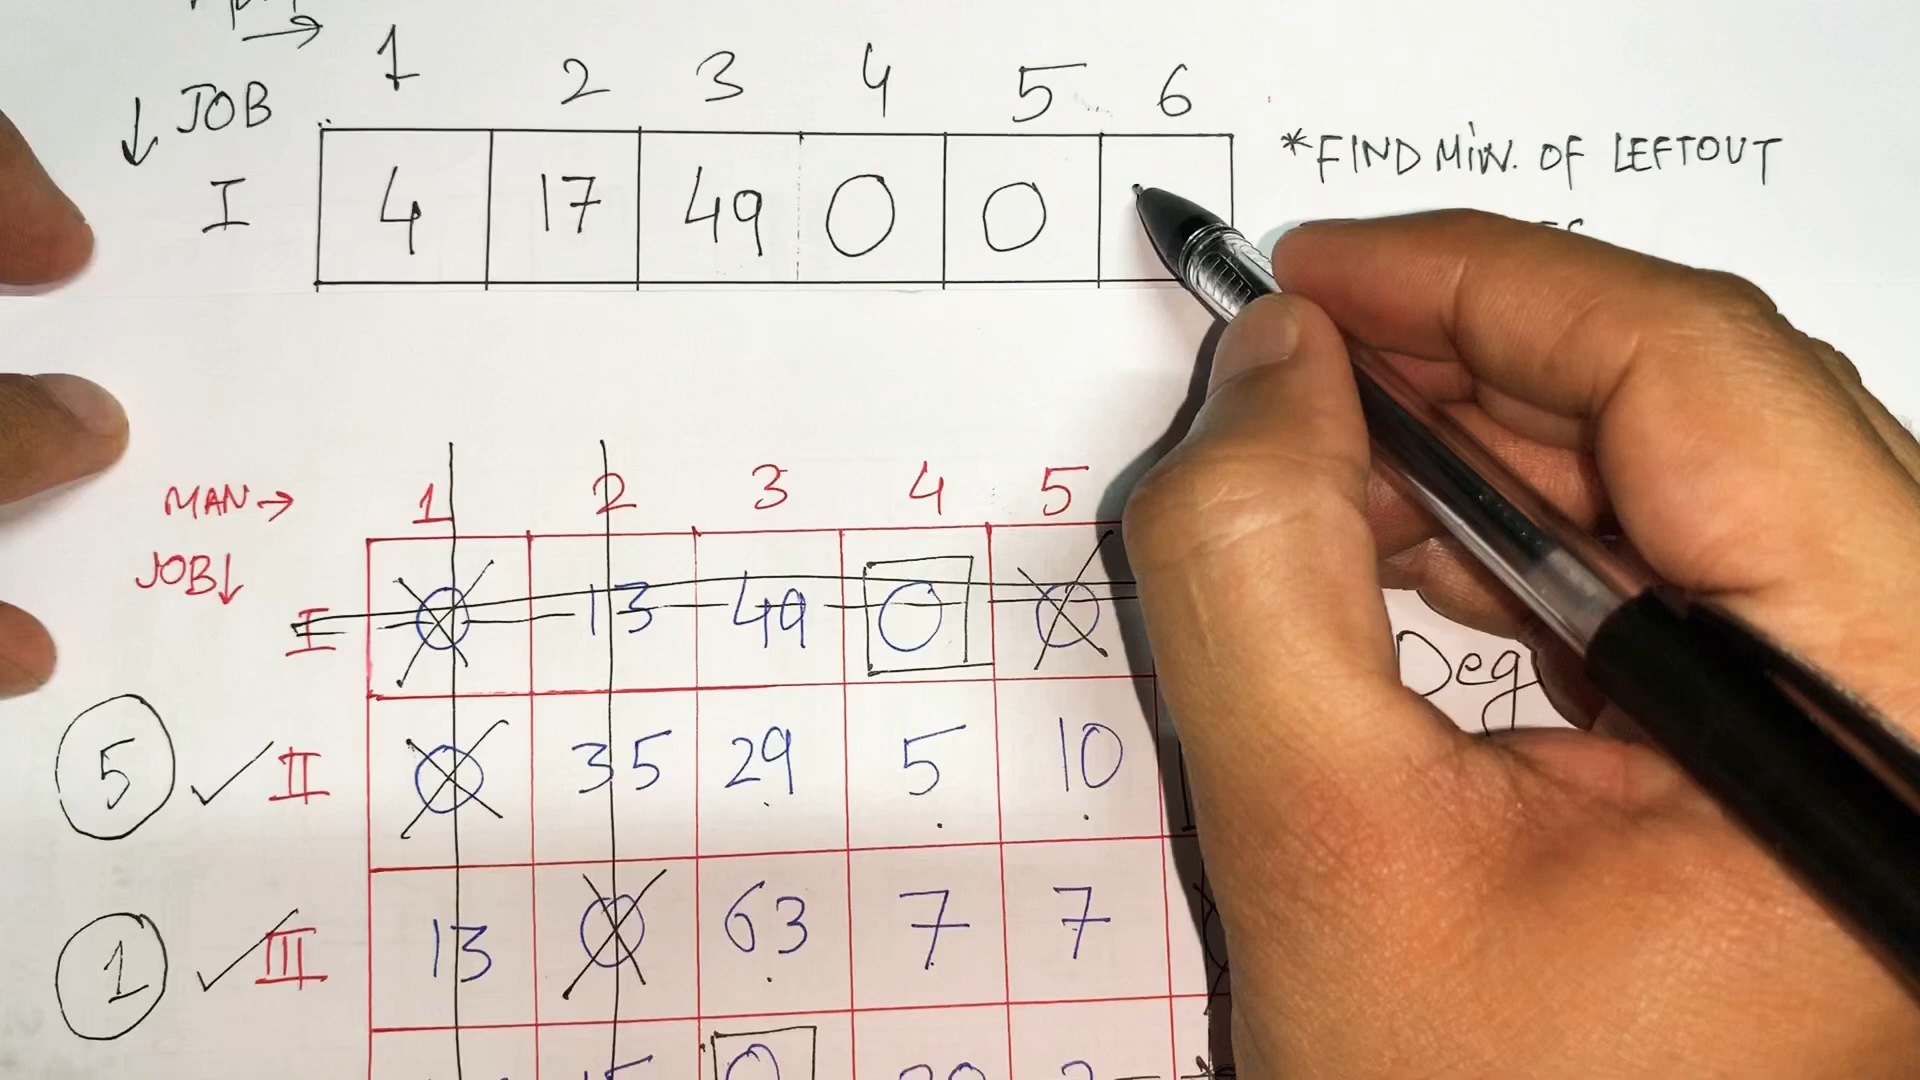 1 2 3 4 5 6
↓ JOB
I 4 17 49 0 0
*FIND MIN. OF LEFTOUT
MAN → 1 2 3 4 5
JOB↓
I 0 13 49 0 0
5 ✓ II 0 35 29 5 10
1 ✓ III 13 0 63 7 7
Deg
15 0